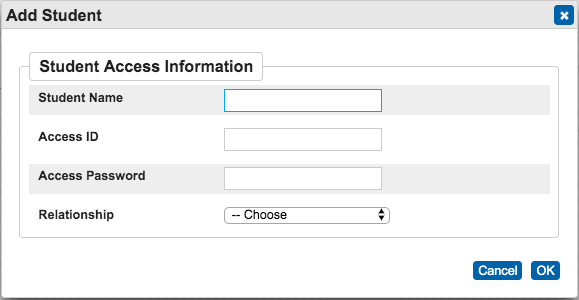 Add Student
x
Student Access Information
Student Name
Access ID
Access Password
Relationship
-- Choose
Cancel OK